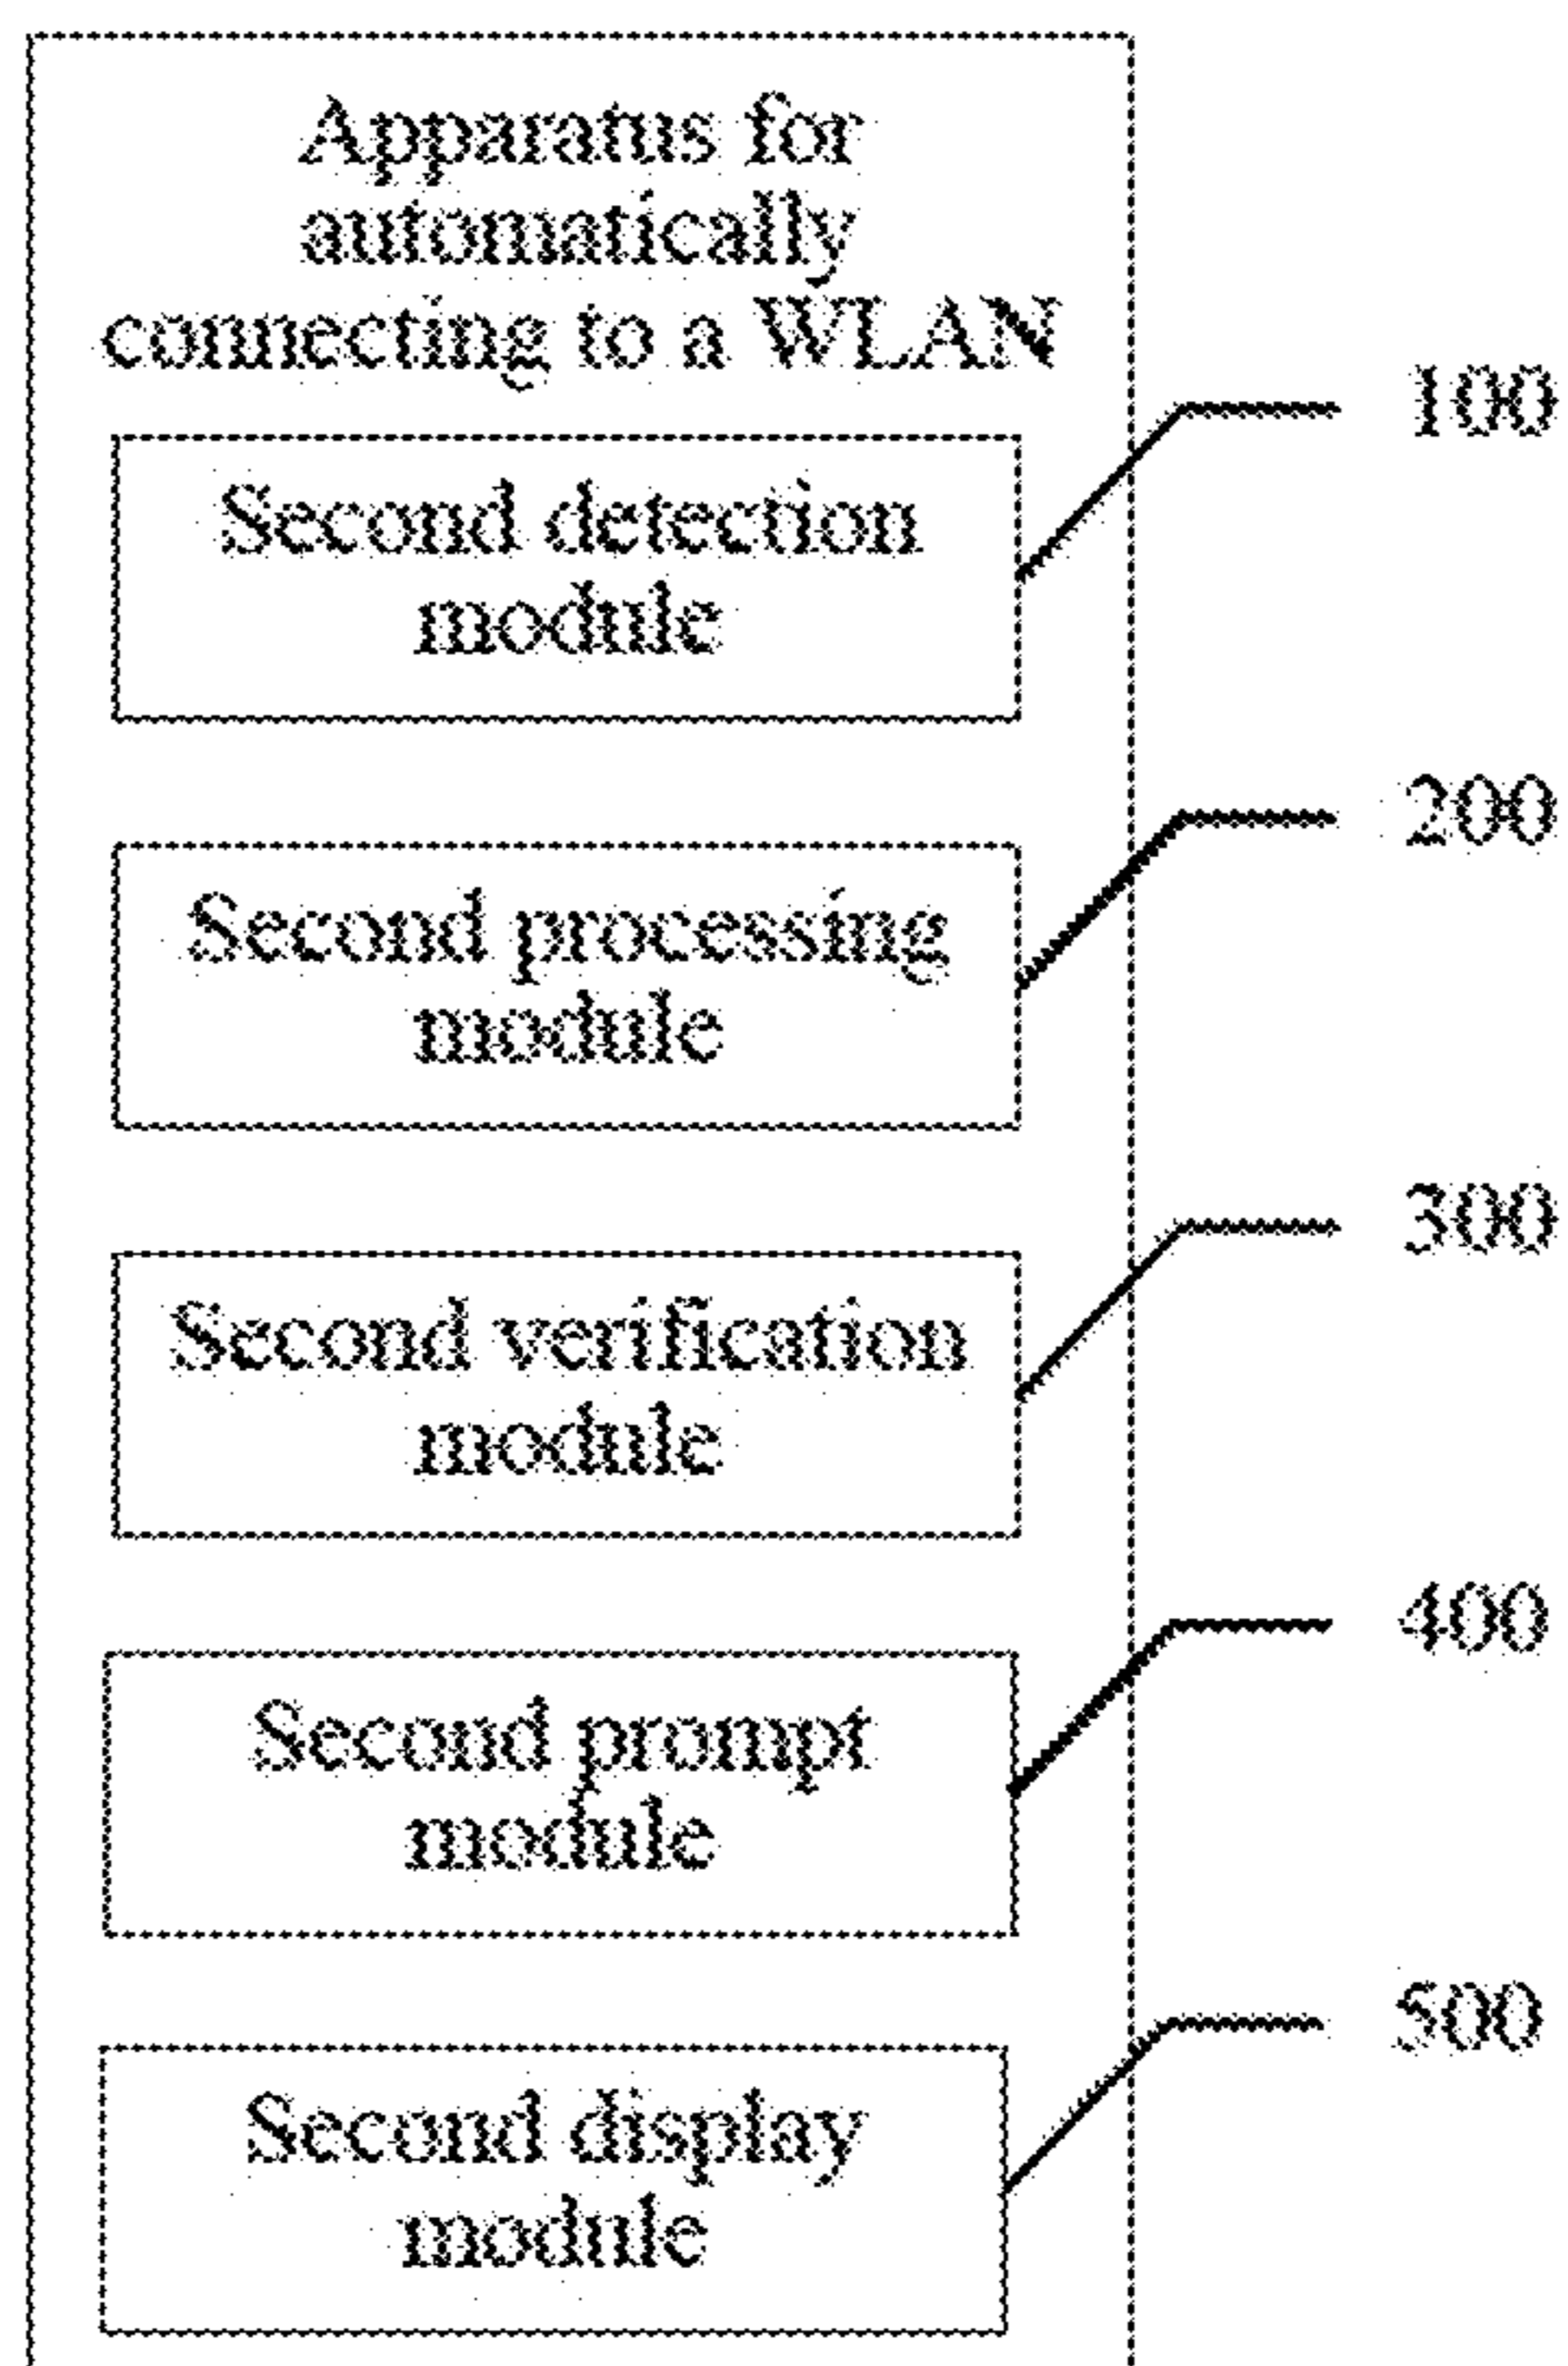 Apparatus for
automatically
connecting to a WLAN
100
Second detection
module
200
Second processing
module
300
Second verification
module
400
Second prompt
module
500
Second display
module